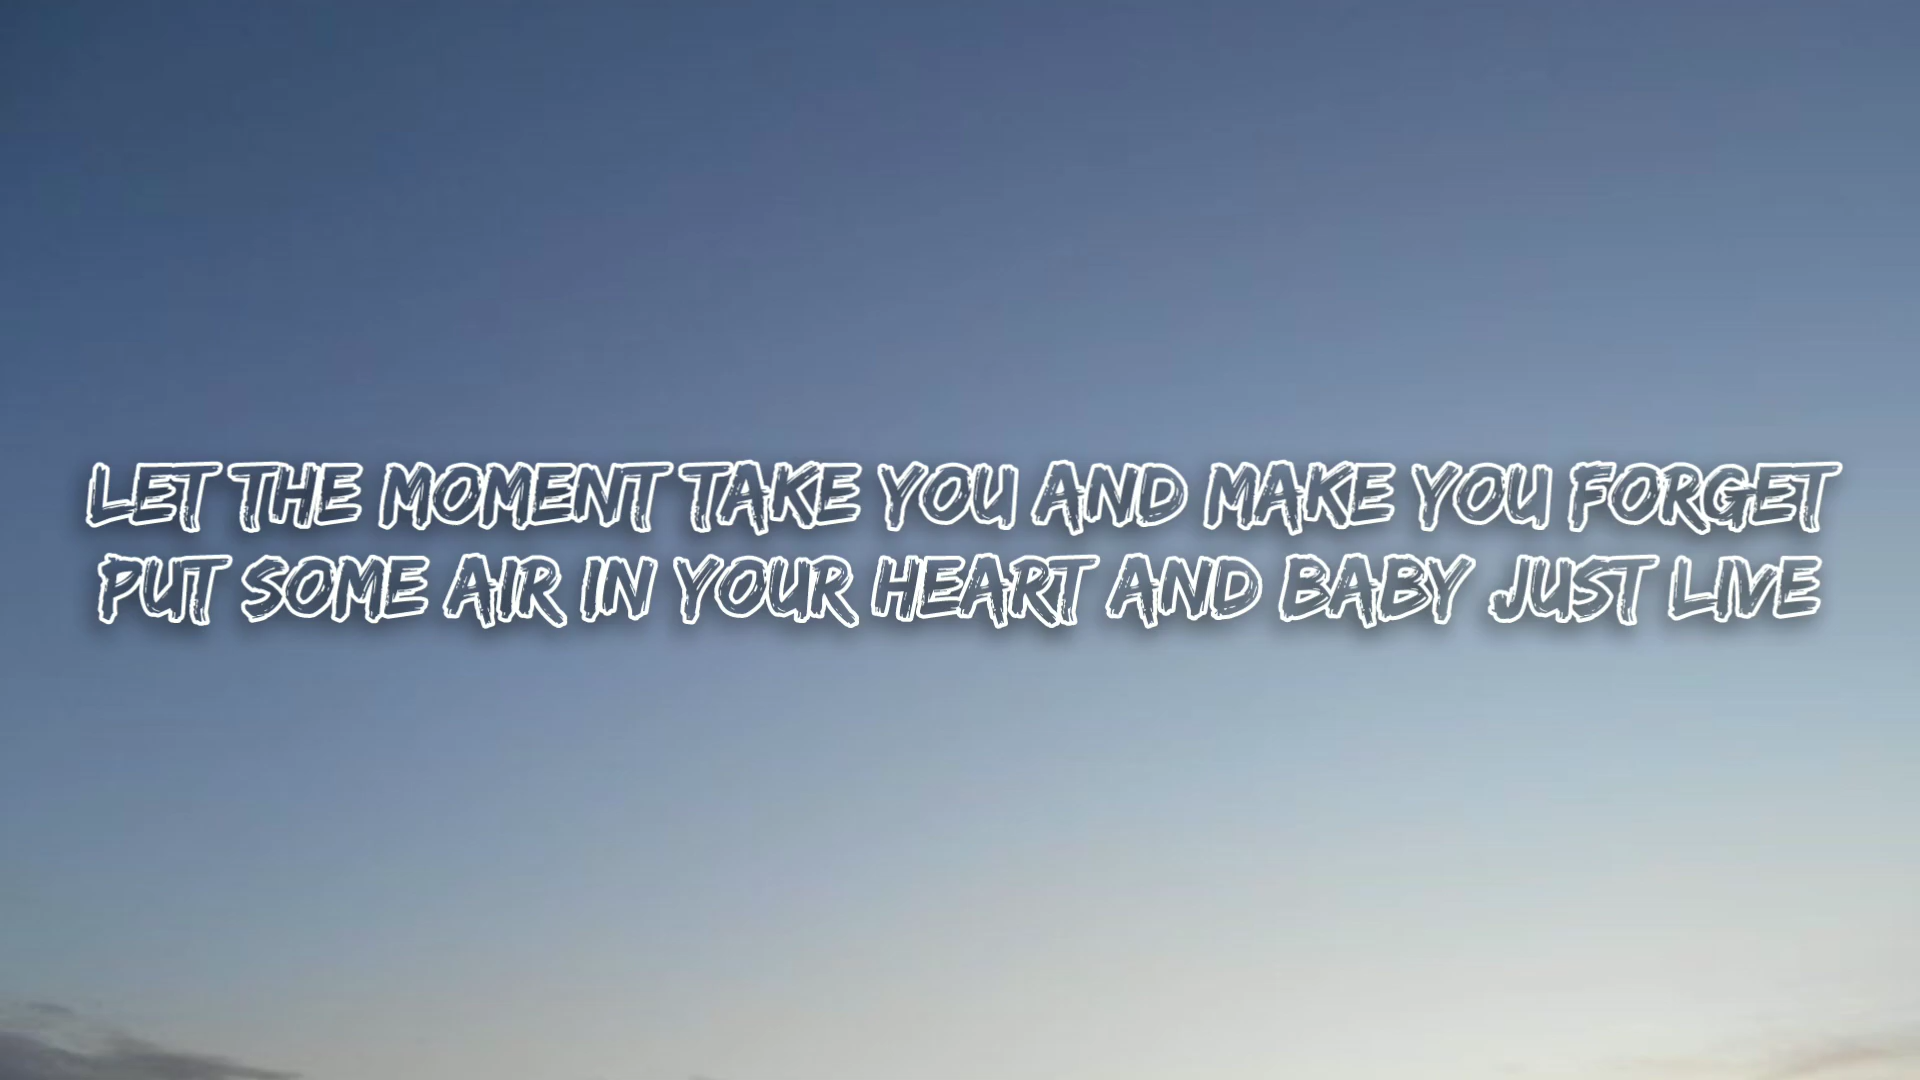 LET THE MOMENT TAKE YOU AND MAKE YOU FORGET
PUT SOME AIR IN YOUR HEART AND BABY JUST LIVE